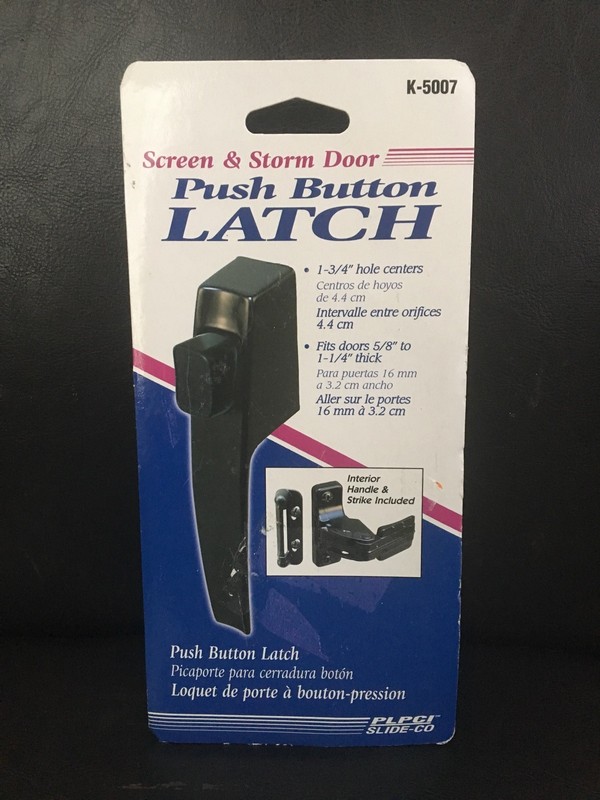 K-5007
Screen & Storm Door
Push Button
LATCH
• 1-3/4" hole centers
Centros de hoyos
de 4.4 cm
Intervalle entre orifices
4.4 cm
• Fits doors 5/8" to
1-1/4" thick
Para puertas 16 mm
a 3.2 cm ancho
Aller sur le portes
16 mm à 3.2 cm
Interior
Handle &
Strike Included
Push Button Latch
Picaporte para cerradura botón
Loquet de porte à bouton-pression
PLPCI™
SLIDE-CO